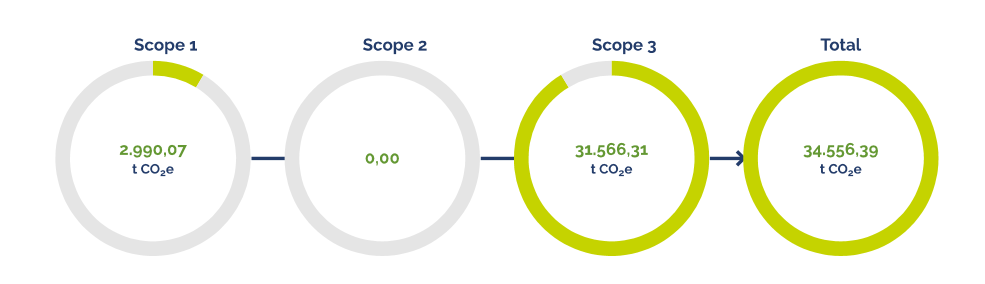 Scope 1
2.990,07
t CO₂e
Scope 2
0,00
Scope 3
31.566,31
t CO₂e
Total
34.556,39
t CO₂e